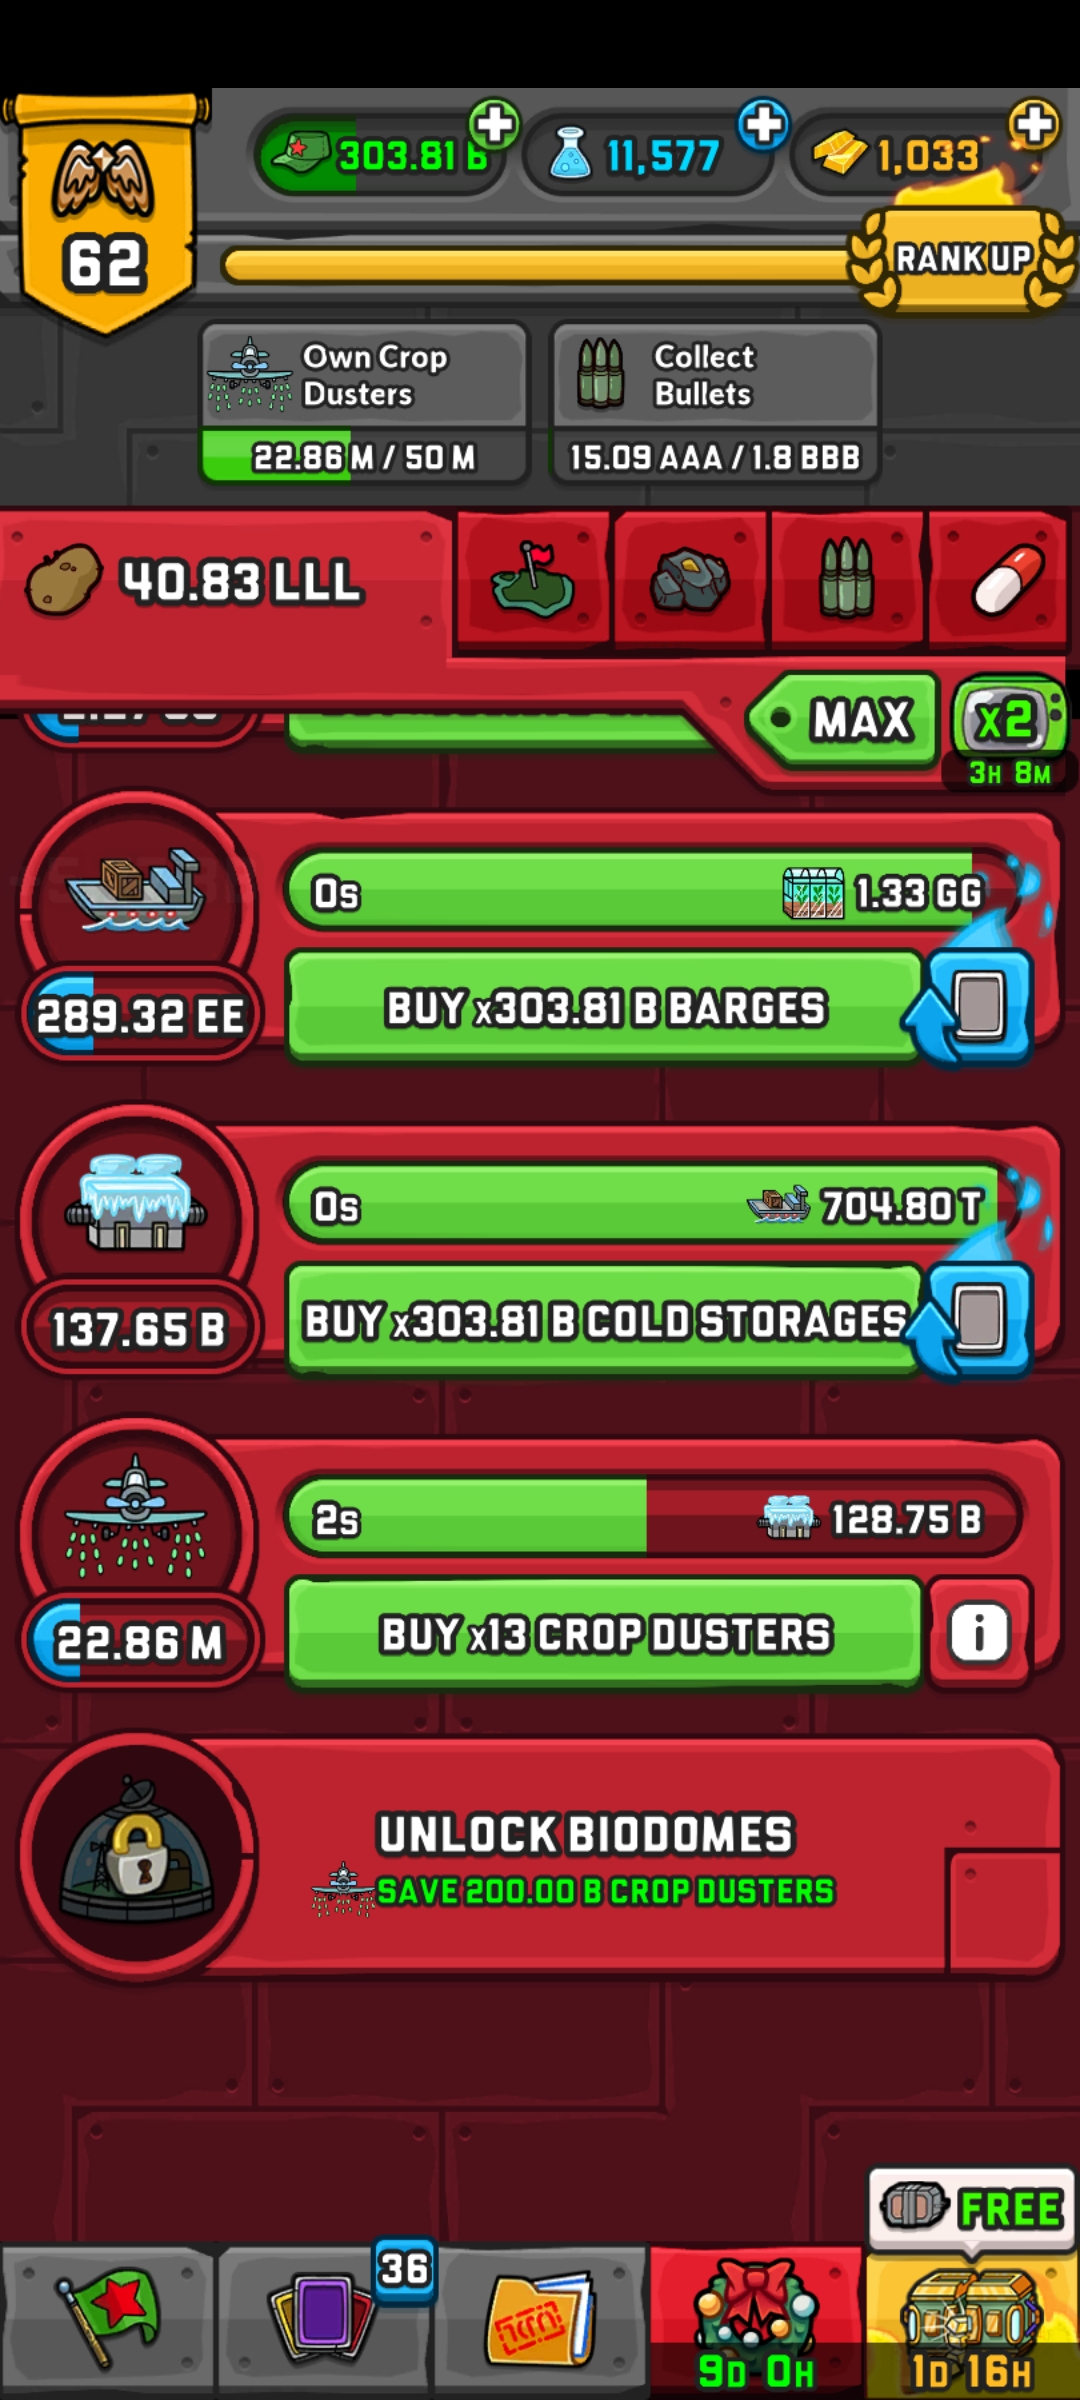 62
303.81 B
11,577
1,033
RANK UP
Own Crop
Dusters
22.86 M / 50 M
Collect
Bullets
15.09 AAA / 1.8 BBB
40.83 LLL
MAX
x2
3H 8M
0s
1.33 GG
289.32 EE
BUY x303.81 B BARGES
0s
704.80 T
137.65 B
BUY x303.81 B COLD STORAGES
2s
128.75 B
22.86 M
BUY x13 CROP DUSTERS
i
UNLOCK BIODOMES
SAVE 200.00 B CROP DUSTERS
FREE
36
9D 0H
1D 16H